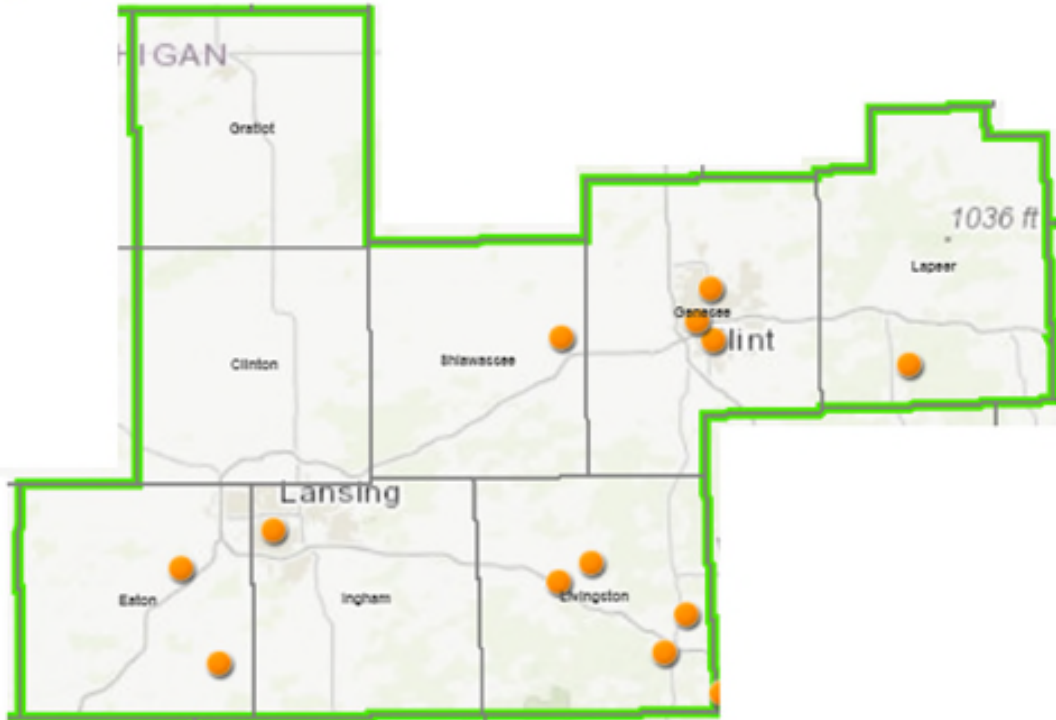 HIGAN
Gratiot
1036 ft
Lapeer
Genesee
lint
Clinton
Shiawassee
Lansing
Eaton
Ingham
Livingston